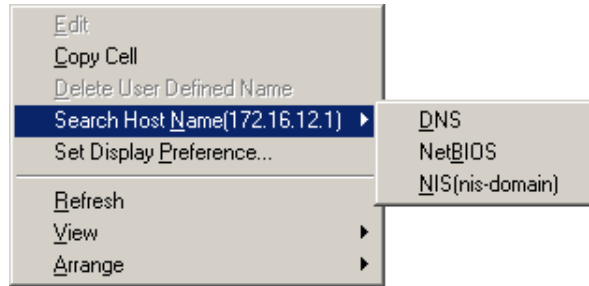 Edit
Copy Cell
Delete User Defined Name
Search Host Name(172.16.12.1)
Set Display Preference...
Refresh
View
Arrange
DNS
NetBIOS
NIS(nis-domain)